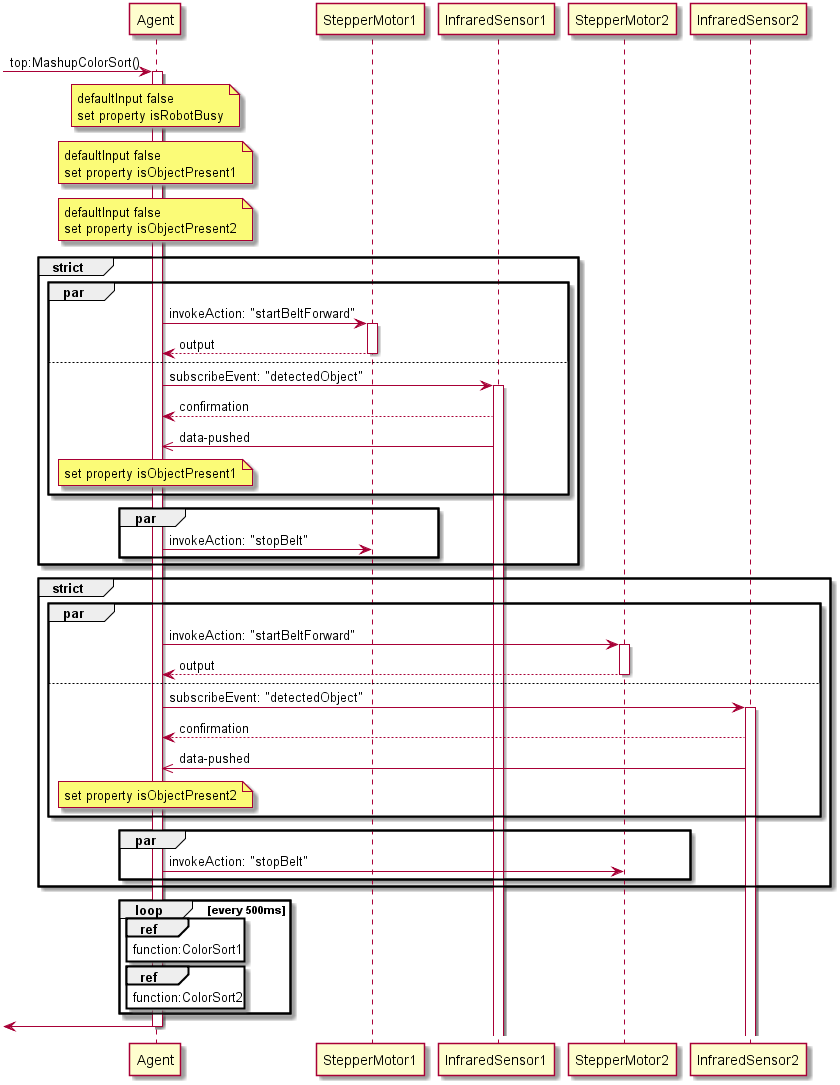 Agent
StepperMotor1
InfraredSensor1
StepperMotor2
InfraredSensor2
top:MashupColorSort()
defaultInput false
set property isRobotBusy
defaultInput false
set property isObjectPresent1
defaultInput false
set property isObjectPresent2
strict
par
invokeAction: "startBeltForward"
output
subscribeEvent: "detectedObject"
confirmation
data-pushed
set property isObjectPresent1
par
invokeAction: "stopBelt"
strict
par
invokeAction: "startBeltForward"
output
subscribeEvent: "detectedObject"
confirmation
data-pushed
set property isObjectPresent2
par
invokeAction: "stopBelt"
loop [every 500ms]
ref
function:ColorSort1
ref
function:ColorSort2
Agent
StepperMotor1
InfraredSensor1
StepperMotor2
InfraredSensor2